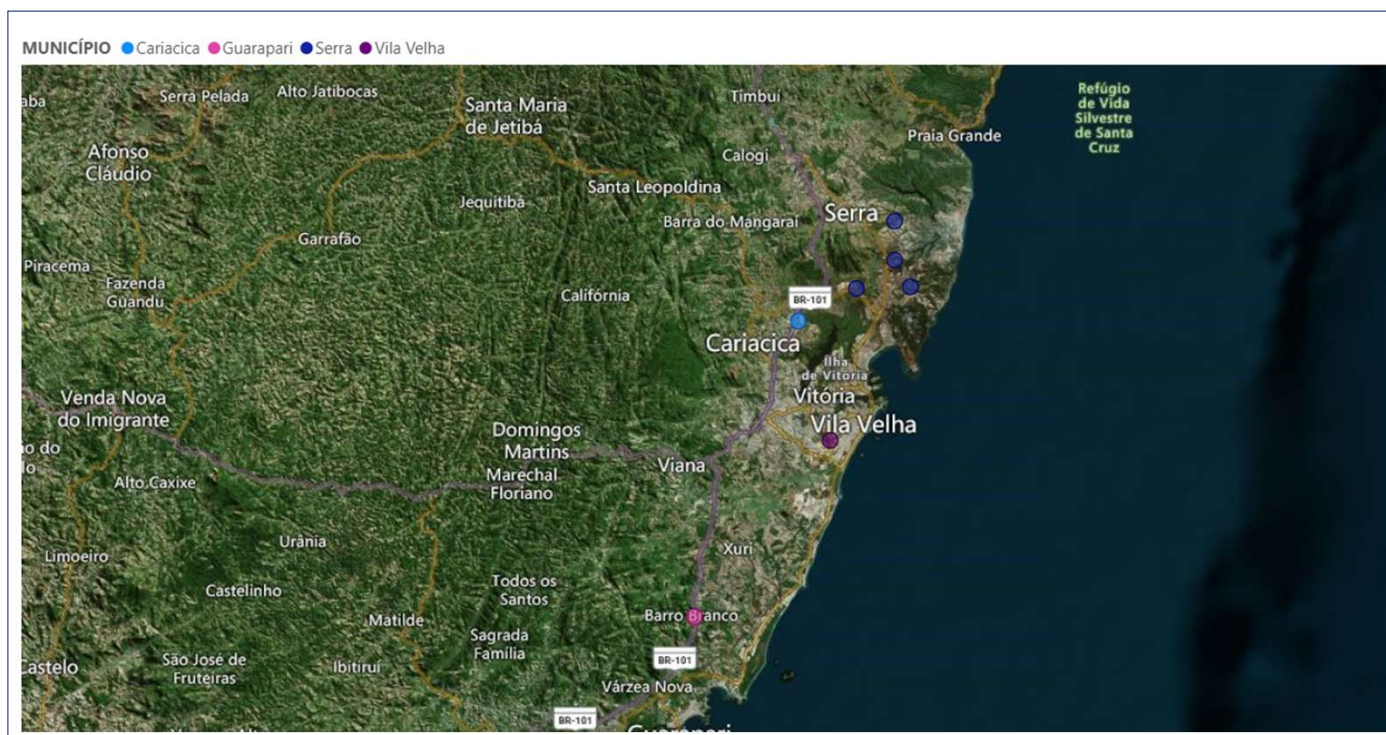 MUNICÍPIO Cariacica Guarapari Serra Vila Velha
Serra Pelada
Alto Jatibocas
Santa Maria
de Jetibá
Timbuí
Refúgio
de Vida
Silvestre
de Santa
Cruz
Praia Grande
Afonso
Cláudio
Calogi
Santa Leopoldina
Jequitibá
Barra do Mangaraí
Serra
Garrafão
Piracema
Fazenda
Guandu
Califórnia
BR-101
Cariacica
Ilha
de Vitória
Vitória
Venda Nova
do Imigrante
Vila Velha
Domingos
Martins
Viana
Marechal
Floriano
Alto Caxixe
Urânia
Xuri
Limoeiro
Todos os
Santos
Castelinho
Barro Branco
Matilde
Sagrada
Família
BR-101
Castelo
São José de
Fruteiras
Ibitiruí
Várzea Nova
BR-101
Guarapari